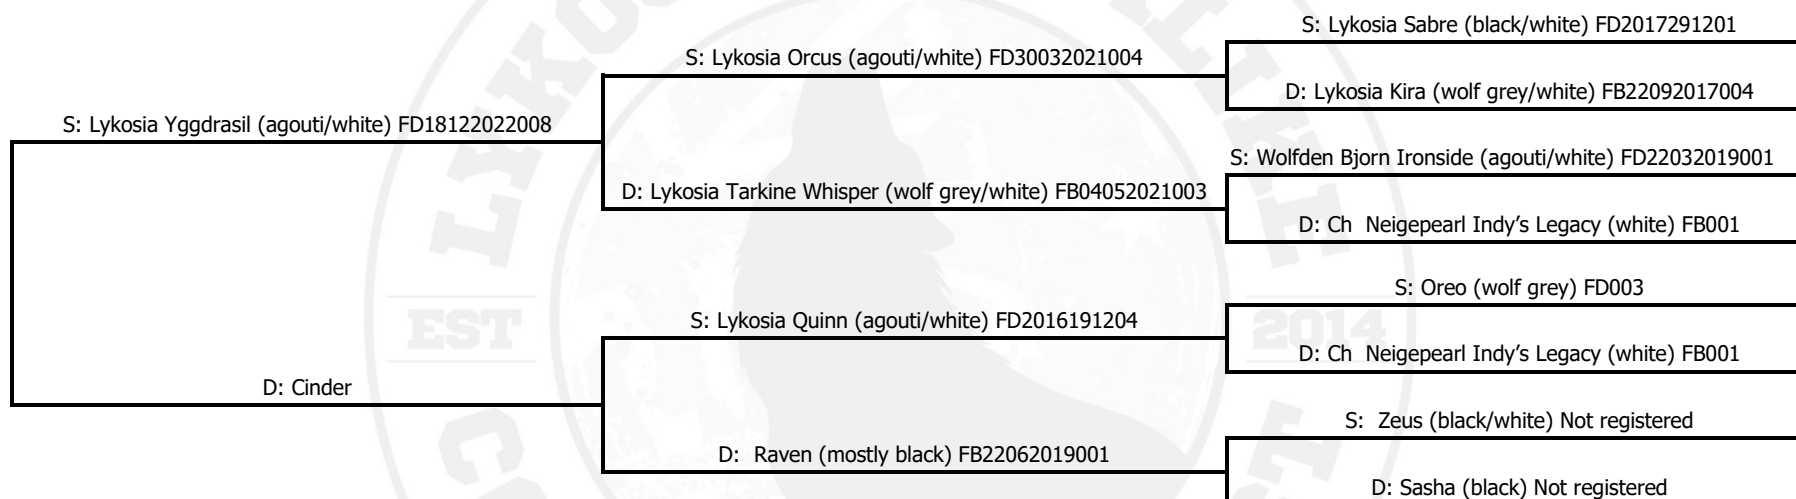 S: Lykosia Sabre (black/white) FD2017291201
S: Lykosia Orcus (agouti/white) FD30032021004
D: Lykosia Kira (wolf grey/white) FB22092017004
S: Lykosia Yggdrasil (agouti/white) FD18122022008
S: Wolfden Bjorn Ironside (agouti/white) FD22032019001
D: Lykosia Tarkine Whisper (wolf grey/white) FB04052021003
D: Ch Neigepearl Indy’s Legacy (white) FB001
S: Oreo (wolf grey) FD003
S: Lykosia Quinn (agouti/white) FD2016191204
EST
2014
D: Ch Neigepearl Indy’s Legacy (white) FB001
D: Cinder
S: Zeus (black/white) Not registered
D: Raven (mostly black) FB22062019001
D: Sasha (black) Not registered